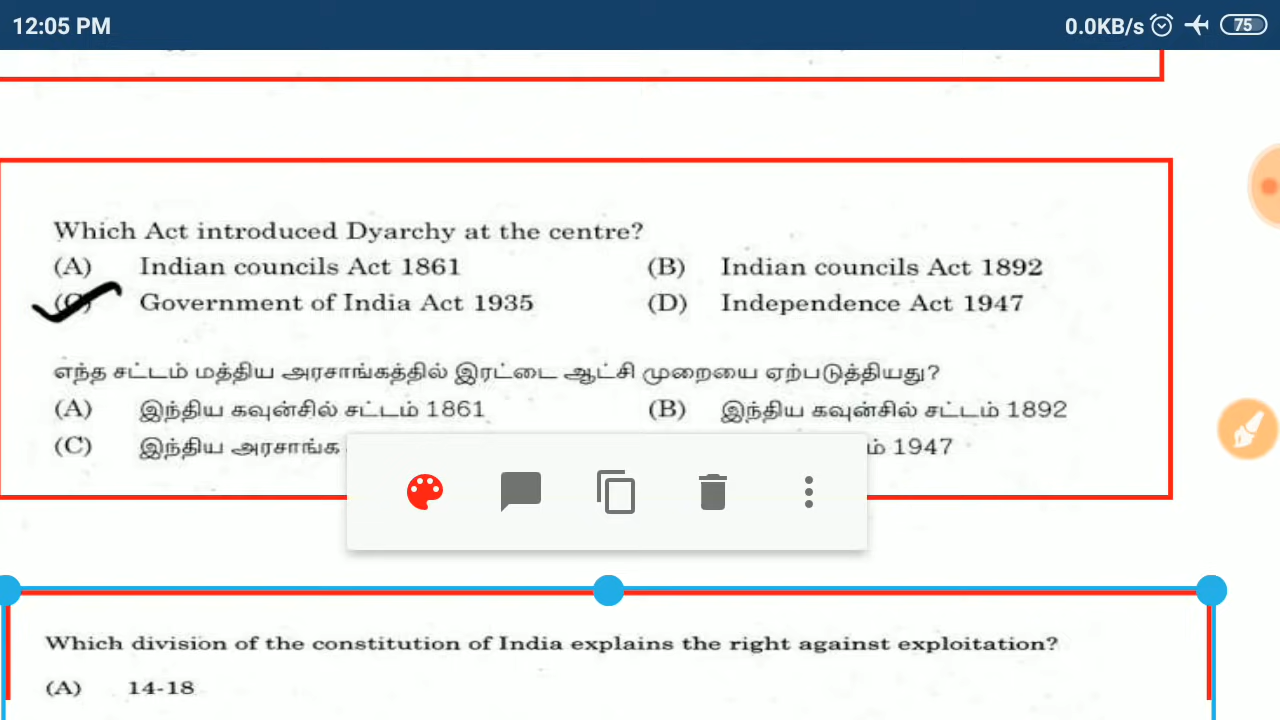 12:05 PM 0.0KB/s 75
Which Act introduced Dyarchy at the centre?
(A) Indian councils Act 1861 (B) Indian councils Act 1892
(C) Government of India Act 1935 (D) Independence Act 1947
எந்த சட்டம் மத்திய அரசாங்கத்தில் இரட்டை ஆட்சி முறையை ஏற்படுத்தியது?
(A) இந்திய கவுன்சில் சட்டம் 1861 (B) இந்திய கவுன்சில் சட்டம் 1892
(C) இந்திய அரசாங்க ம் 1947
Which division of the constitution of India explains the right against exploitation?
(A) 14-18